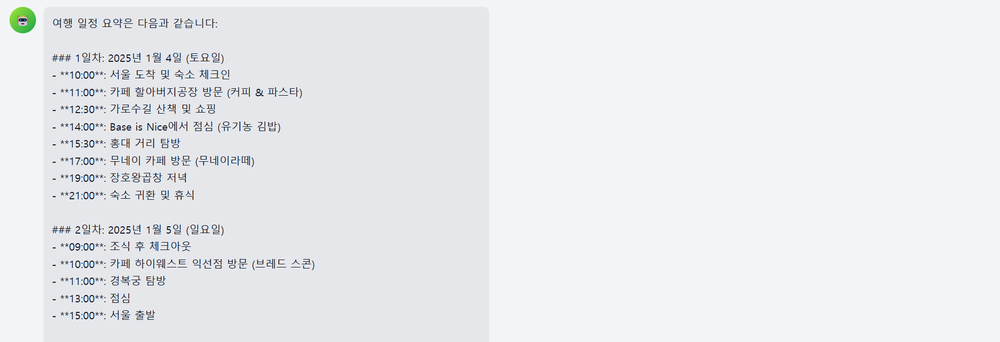 여행 일정 요약은 다음과 같습니다:
### 1일차: 2025년 1월 4일 (토요일)
- **10:00**: 서울 도착 및 숙소 체크인
- **11:00**: 카페 할아버지공장 방문 (커피 & 파스타)
- **12:30**: 가로수길 산책 및 쇼핑
- **14:00**: Base is Nice에서 점심 (유기농 김밥)
- **15:30**: 홍대 거리 탐방
- **17:00**: 무네이 카페 방문 (무네이라떼)
- **19:00**: 장호왕곱창 저녁
- **21:00**: 숙소 귀환 및 휴식
### 2일차: 2025년 1월 5일 (일요일)
- **09:00**: 조식 후 체크아웃
- **10:00**: 카페 하이웨스트 익선점 방문 (브레드 스콘)
- **11:00**: 경복궁 탐방
- **13:00**: 점심
- **15:00**: 서울 출발